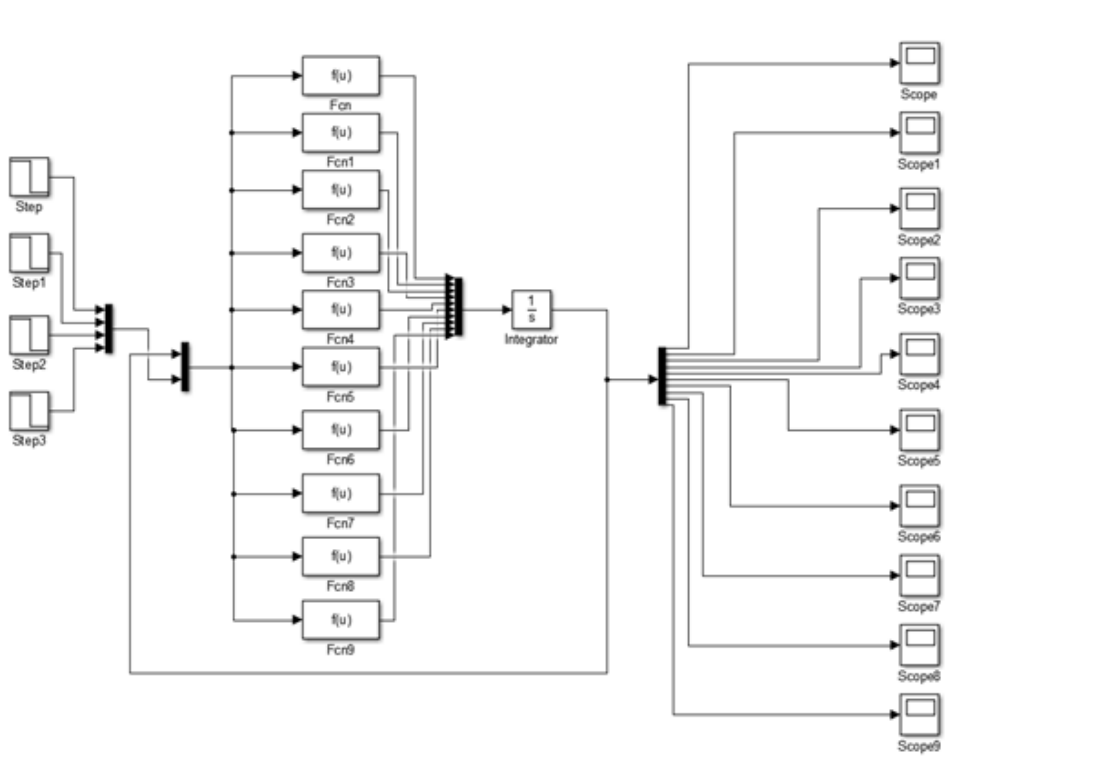 Step
Step1
Step2
Step3
f(u)
Fcn
f(u)
Fcn1
f(u)
Fcn2
f(u)
Fcn3
f(u)
Fcn4
f(u)
Fcn5
f(u)
Fcn6
f(u)
Fcn7
f(u)
Fcn8
f(u)
Fcn9
1
s
Integrator
Scope
Scope1
Scope2
Scope3
Scope4
Scope5
Scope6
Scope7
Scope8
Scope9